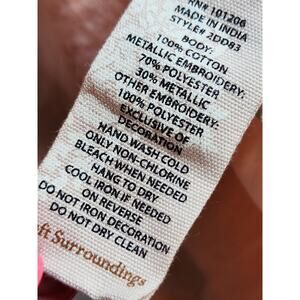 RN# 101206
MADE IN INDIA
STYLE# 2DD83
BODY:
100% COTTON
METALLIC EMBROIDERY:
70% POLYESTER
30% METALLIC
OTHER EMBROIDERY:
100% POLYESTER
EXCLUSIVE OF
DECORATION
HAND WASH COLD
ONLY NON-CHLORINE
BLEACH WHEN NEEDED
HANG TO DRY
COOL IRON IF NEEDED
ON REVERSE
DO NOT IRON DECORATION
DO NOT DRY CLEAN
ft Surroundings